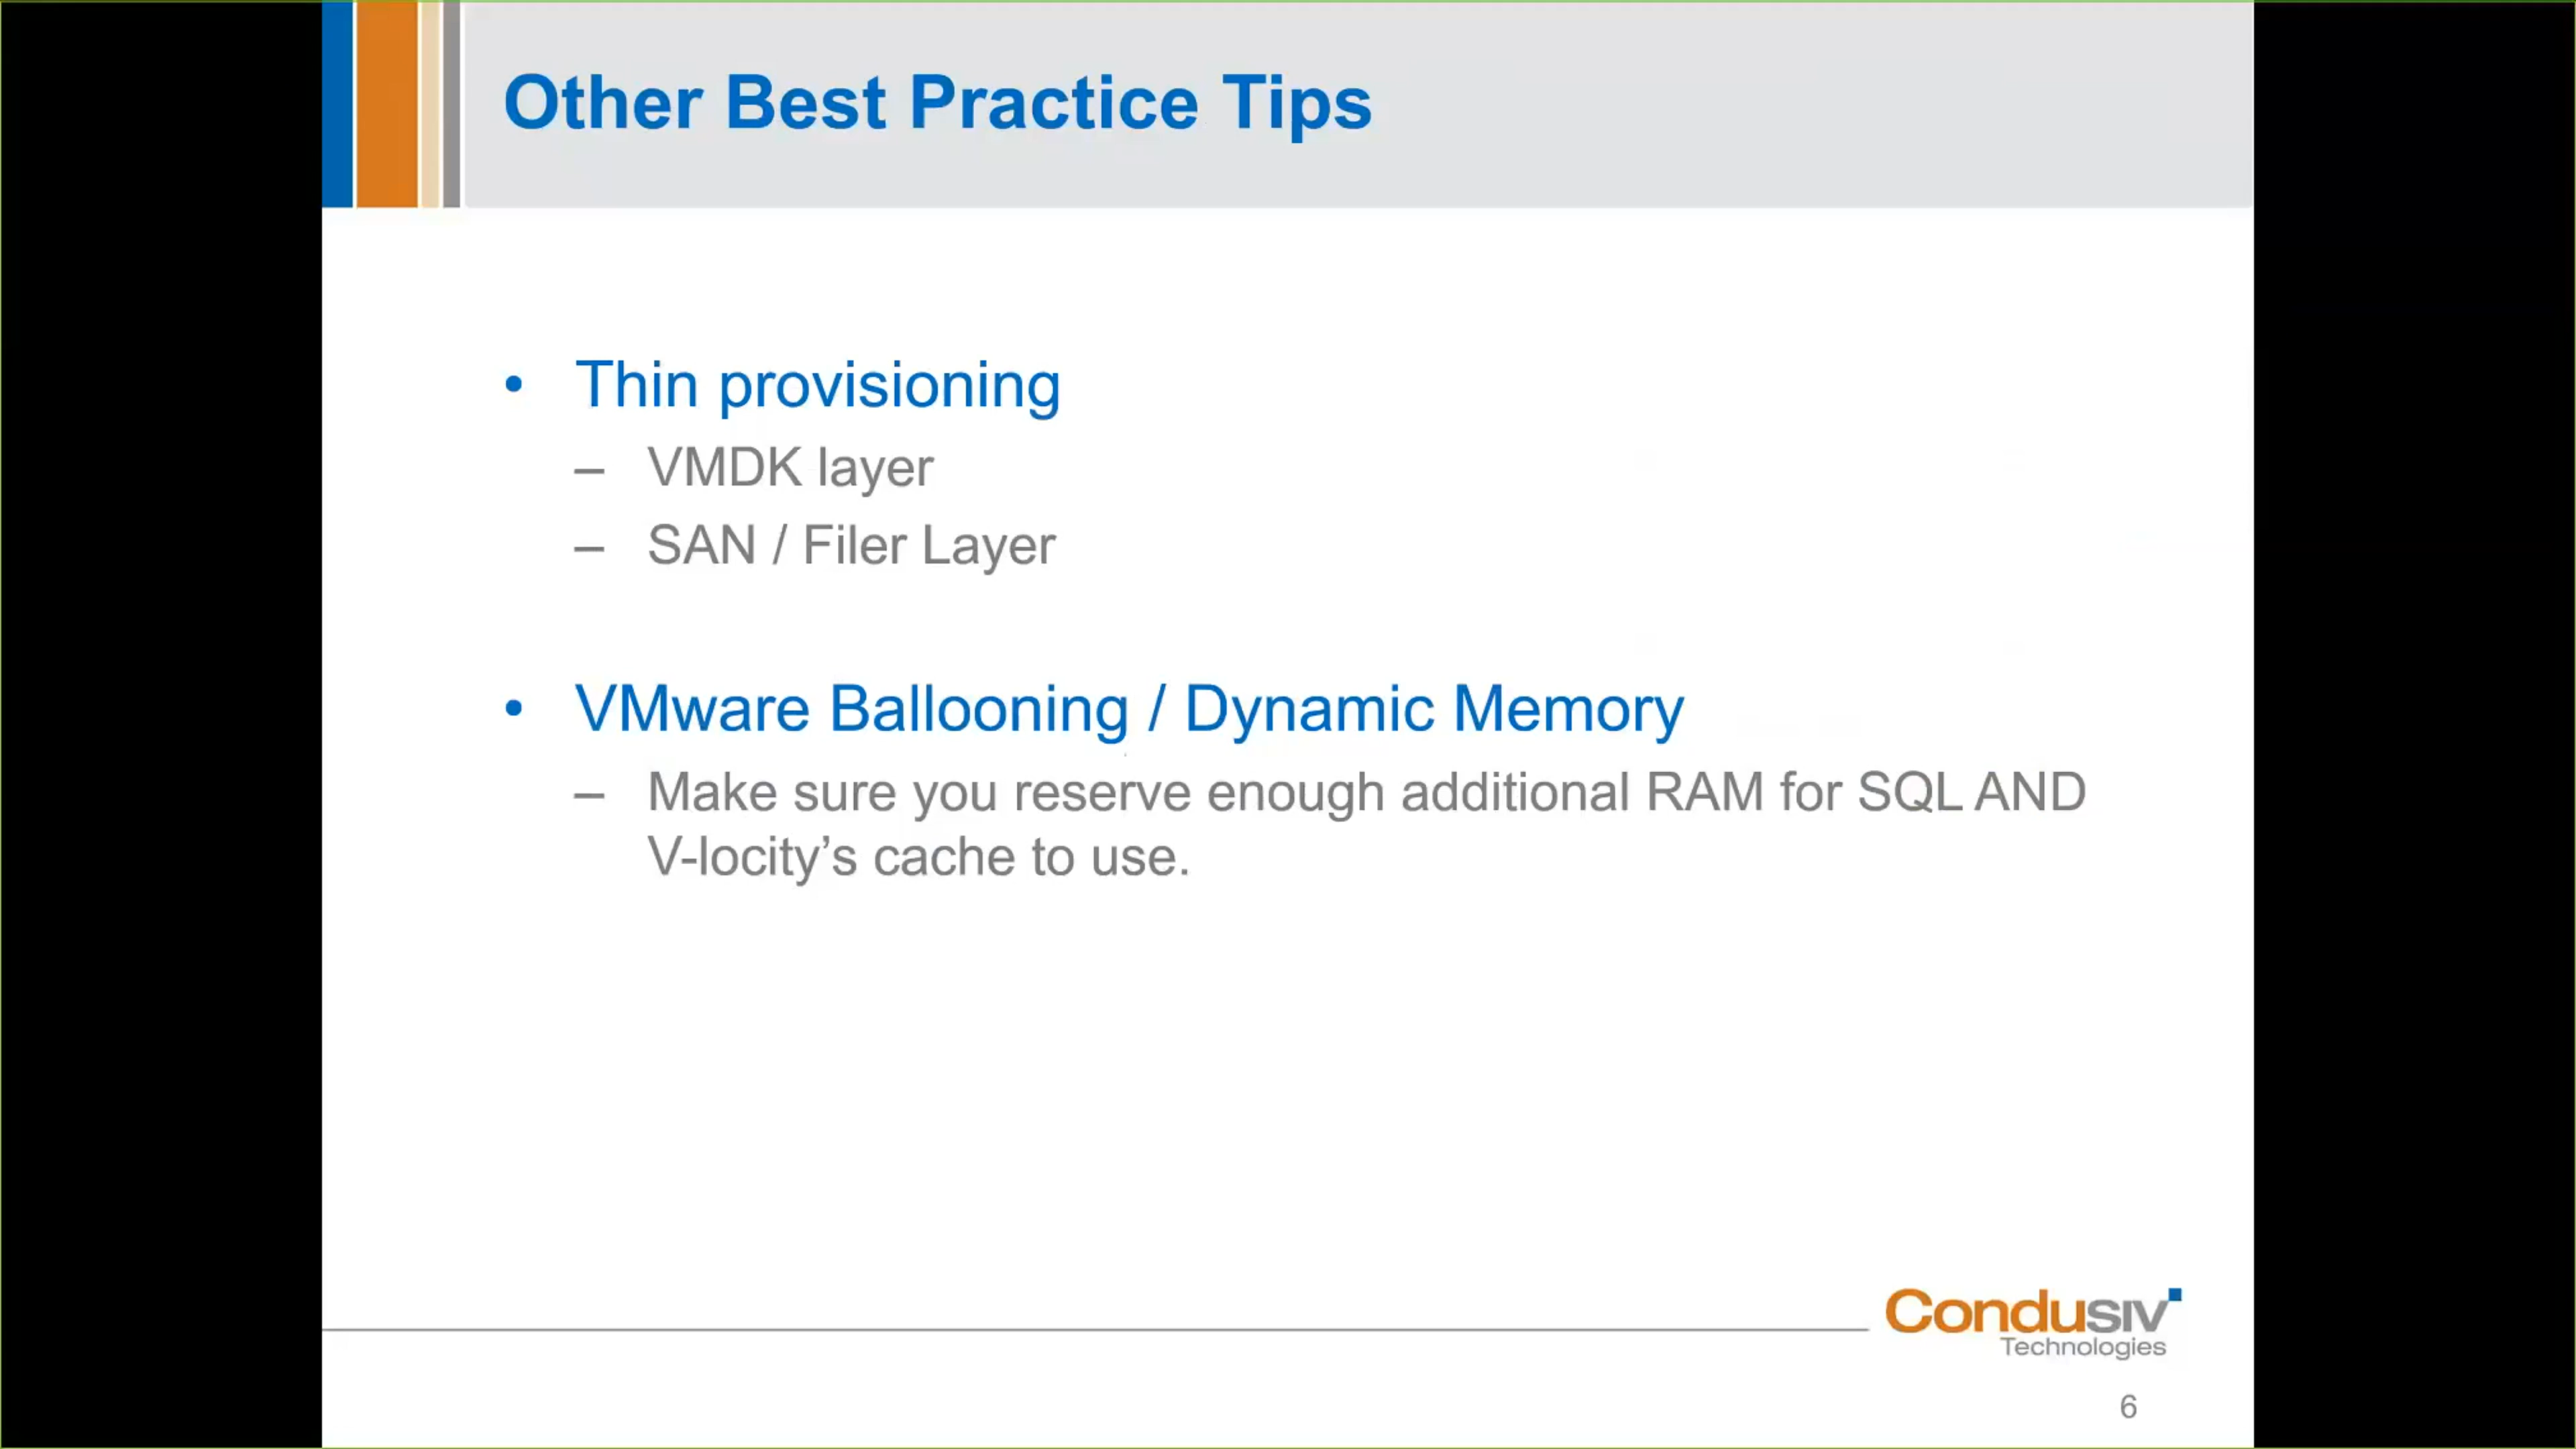 Other Best Practice Tips
• Thin provisioning
– VMDK layer
– SAN / Filer Layer
• VMware Ballooning / Dynamic Memory
– Make sure you reserve enough additional RAM for SQL AND
V-locity’s cache to use.
Condusiv
Technologies
6